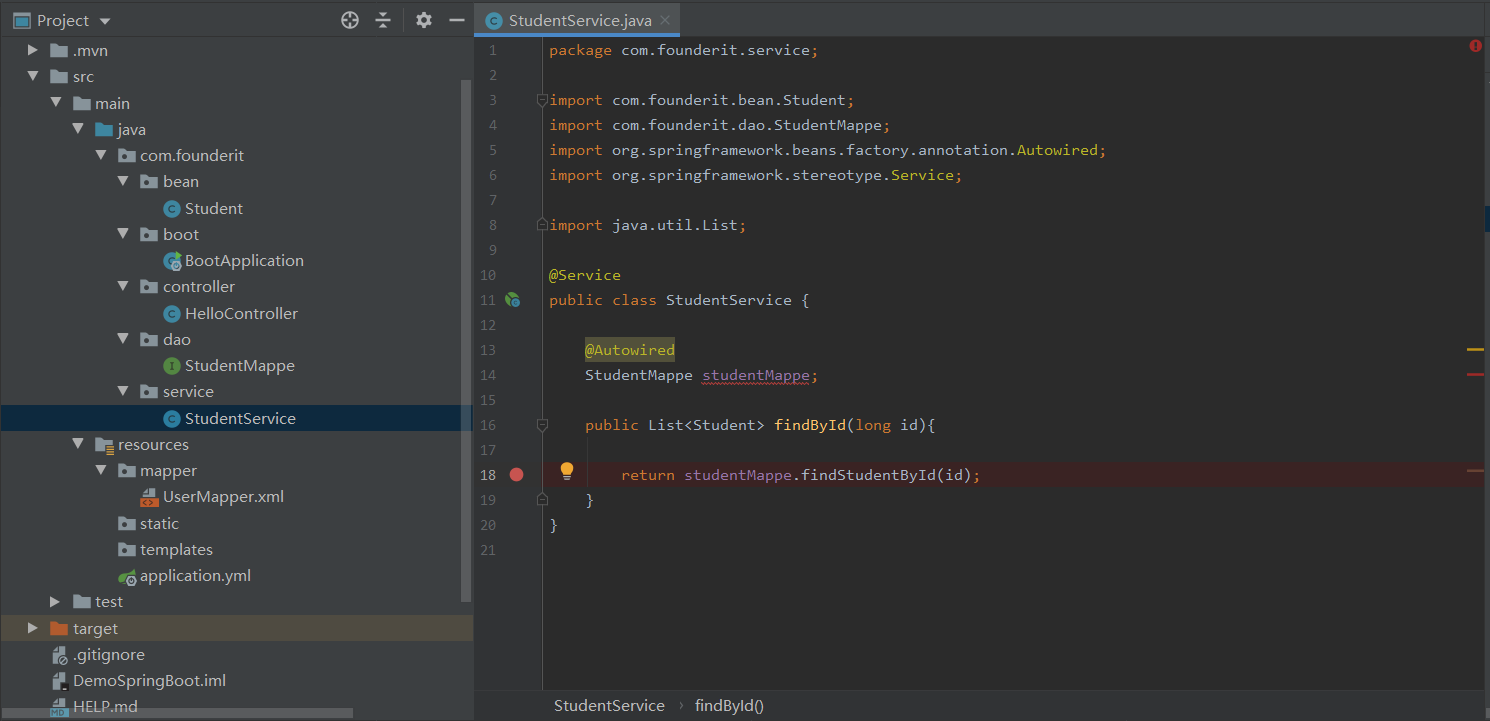 Project
StudentService.java
.mvn
src
main
java
com.founderit
bean
Student
boot
BootApplication
controller
HelloController
dao
StudentMappe
service
StudentService
resources
mapper
UserMapper.xml
static
templates
application.yml
test
target
.gitignore
DemoSpringBoot.iml
HELP.md
1 package com.founderit.service;
2
3 import com.founderit.bean.Student;
4 import com.founderit.dao.StudentMappe;
5 import org.springframework.beans.factory.annotation.Autowired;
6 import org.springframework.stereotype.Service;
7
8 import java.util.List;
9
10 @Service
11 public class StudentService {
12
13     @Autowired
14     StudentMappe studentMappe;
15
16     public List<Student> findById(long id){
17
18         return studentMappe.findStudentById(id);
19     }
20 }
21
StudentService › findById()